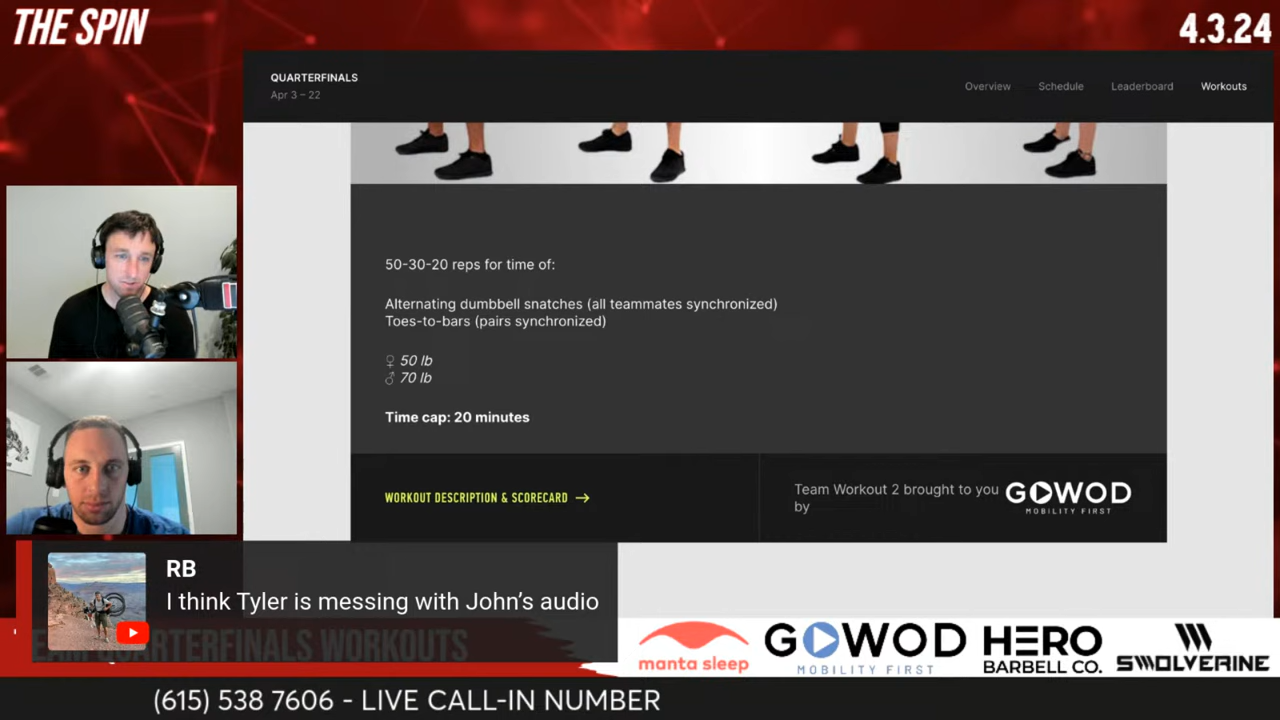 THE SPIN
4.3.24
QUARTERFINALS
Apr 3 – 22
Overview
Schedule
Leaderboard
Workouts
50-30-20 reps for time of:
Alternating dumbbell snatches (all teammates synchronized)
Toes-to-bars (pairs synchronized)
♀ 50 lb
♂ 70 lb
Time cap: 20 minutes
WORKOUT DESCRIPTION & SCORECARD →
Team Workout 2 brought to you
by
GOWOD
MOBILITY FIRST
RB
I think Tyler is messing with John’s audio
EAM QUARTERFINALS WORKOUTS
manta sleep
GOWOD
MOBILITY FIRST
HERO
BARBELL CO.
SWOLVERINE
(615) 538 7606 - LIVE CALL-IN NUMBER